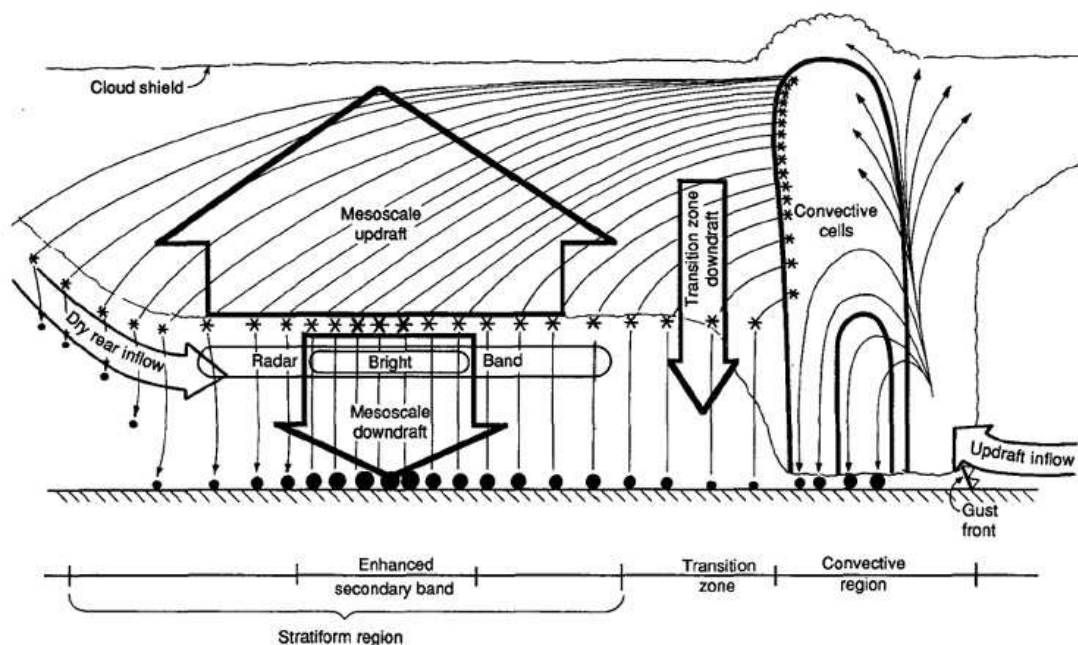 Cloud shield
Mesoscale
updraft
Transition zone
downdraft
Convective
cells
Dry rear inflow
Radar Bright Band
Mesoscale
downdraft
Updraft inflow
Gust
front
Enhanced
secondary band
Transition
zone
Convective
region
Stratiform region